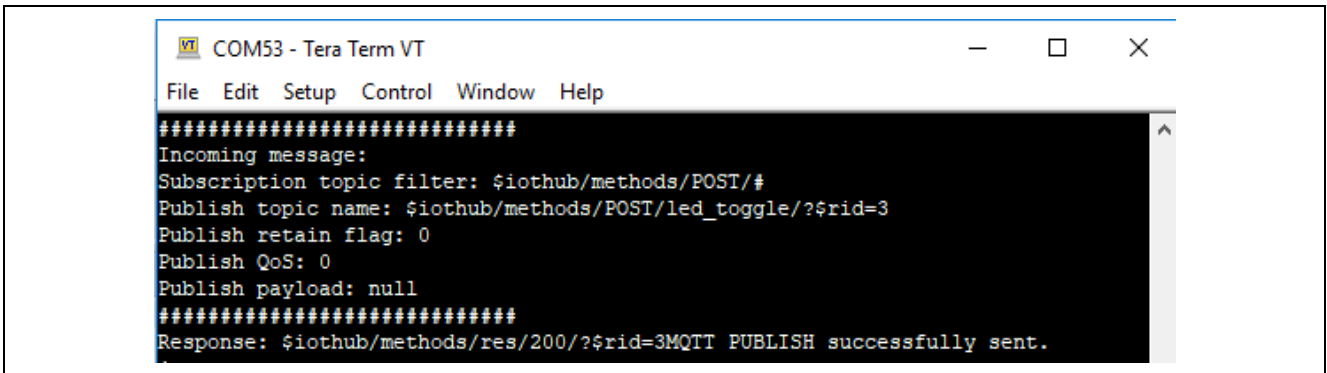 COM53 - Tera Term VT
File Edit Setup Control Window Help
#############################
Incoming message:
Subscription topic filter: $iothub/methods/POST/#
Publish topic name: $iothub/methods/POST/led_toggle/?$rid=3
Publish retain flag: 0
Publish QoS: 0
Publish payload: null
#############################
Response: $iothub/methods/res/200/?$rid=3MQTT PUBLISH successfully sent.